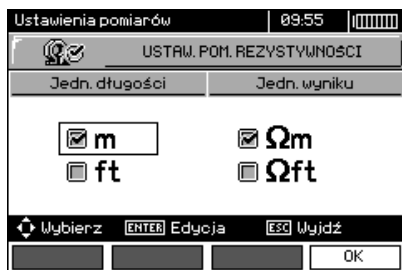 Ustawienia pomiarów 09:55
USTAW. POM. REZYSTYWNOŚCI
Jedn. długości Jedn. wyniku
m Ωm
ft Ωft
Wybierz ENTER Edycja ESC Wyjdź
OK